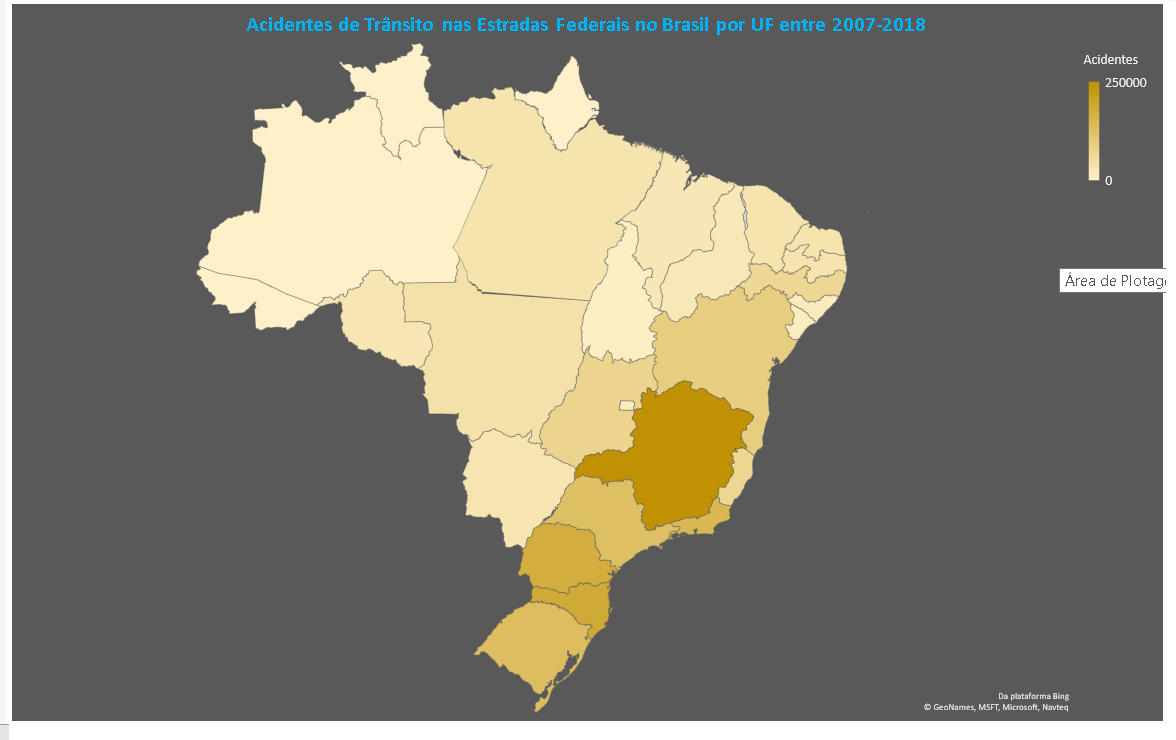 Acidentes de Trânsito nas Estradas Federais no Brasil por UF entre 2007-2018
Acidentes
250000
0
Área de Plotage
Da plataforma Bing
© GeoNames, MSFT, Microsoft, Navteq